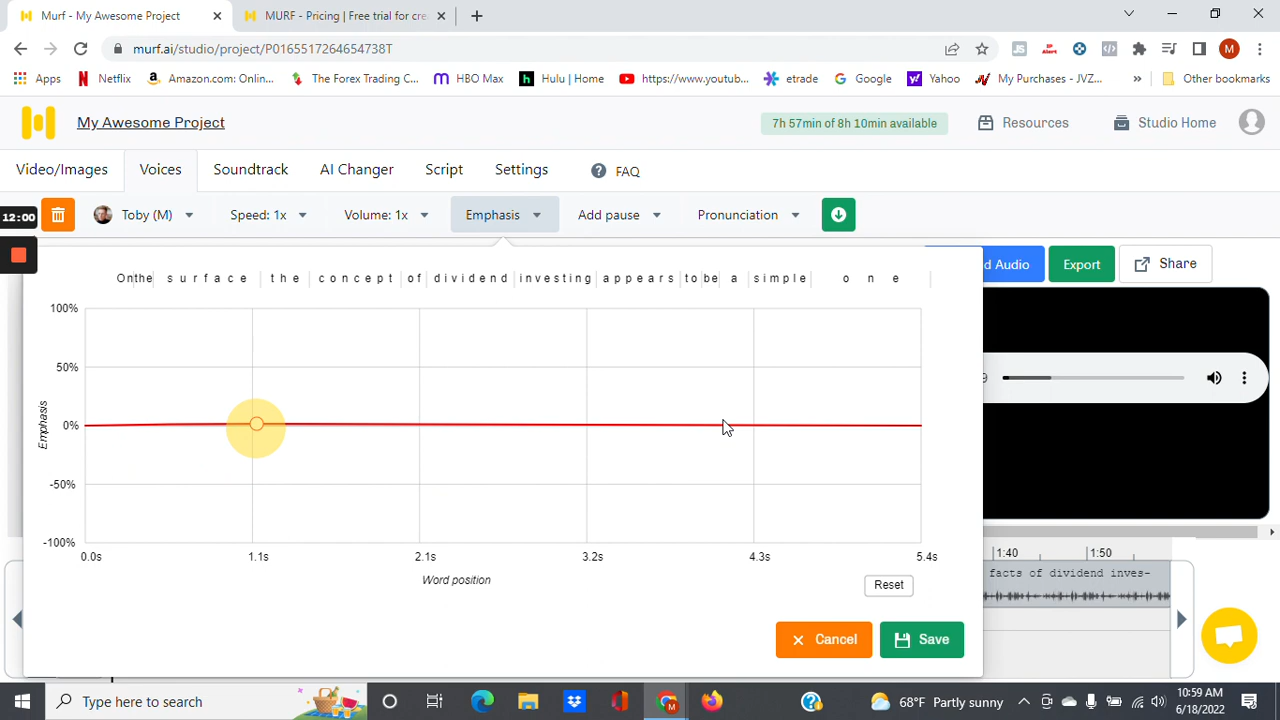 Murf - My Awesome Project
MURF - Pricing | Free trial for cre
murf.ai/studio/project/P0165517264654738T
Apps Netflix Amazon.com: Onlin... The Forex Trading C... HBO Max Hulu | Home https://www.youtub... etrade Google Yahoo My Purchases - JVZ... » Other bookmarks
My Awesome Project 7h 57min of 8h 10min available Resources Studio Home
Video/Images Voices Soundtrack AI Changer Script Settings ? FAQ
12:00 Toby (M) Speed: 1x Volume: 1x Emphasis Add pause Pronunciation
On the surface the concept of dividend investing appears to be a simple one
d Audio Export Share
100%
50%
0%
-50%
-100%
Emphasis
0.0s 1.1s 2.1s 3.2s 4.3s 5.4s
Word position
Reset
Cancel Save
9
1:40 1:50
facts of dividend inves-
Type here to search
68°F Partly sunny
10:59 AM
6/18/2022